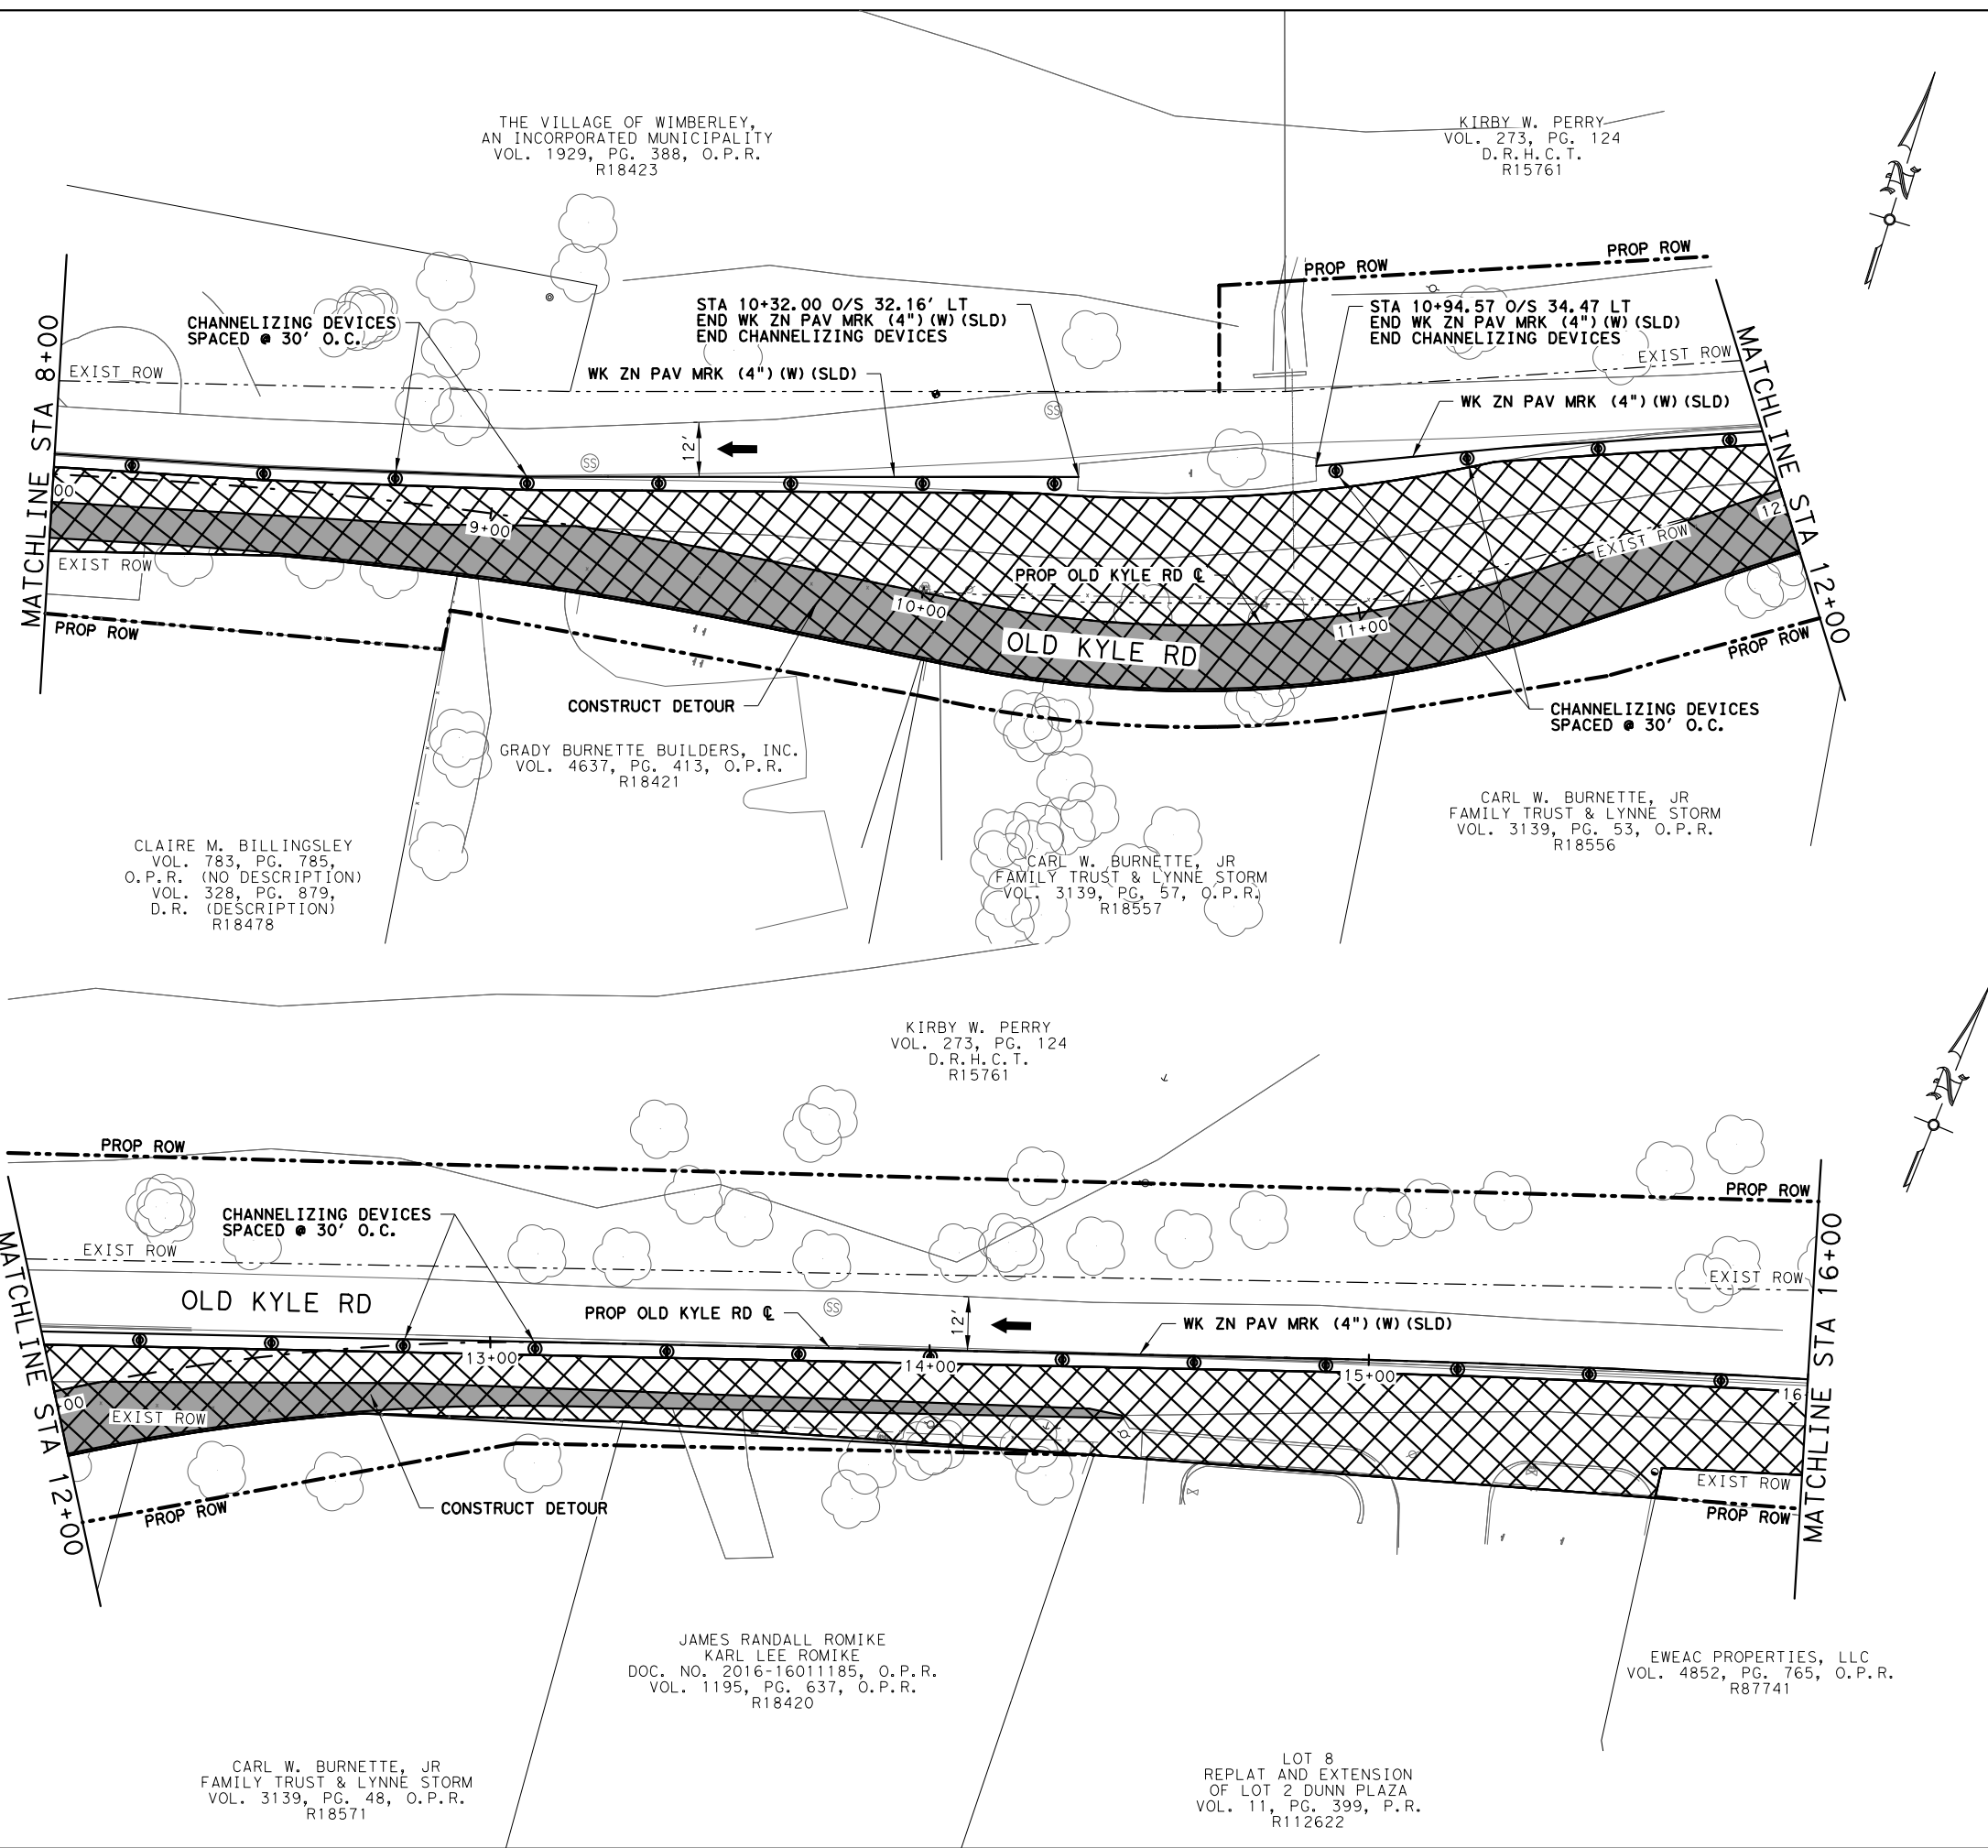 THE VILLAGE OF WIMBERLEY,
AN INCORPORATED MUNICIPALITY
VOL. 1929, PG. 388, O.P.R.
R18423
KIRBY W. PERRY
VOL. 273, PG. 124
D.R.H.C.T.
R15761
N
PROP ROW
PROP ROW
CHANNELIZING DEVICES
SPACED @ 30' O.C.
STA 10+32.00 O/S 32.16' LT
END WK ZN PAV MRK (4")(W)(SLD)
END CHANNELIZING DEVICES
STA 10+94.57 O/S 34.47 LT
END WK ZN PAV MRK (4")(W)(SLD)
END CHANNELIZING DEVICES
MATCHLINE STA 8+00
EXIST ROW
WK ZN PAV MRK (4")(W)(SLD)
EXIST ROW
WK ZN PAV MRK (4")(W)(SLD)
MATCHLINE STA 12+00
SS
SS
12'
00
9+00
EXIST ROW
PROP ROW
10+00
PROP OLD KYLE RD ℄
OLD KYLE RD
11+00
EXIST ROW
12
PROP ROW
CONSTRUCT DETOUR
CHANNELIZING DEVICES
SPACED @ 30' O.C.
GRADY BURNETTE BUILDERS, INC.
VOL. 4637, PG. 413, O.P.R.
R18421
CLAIRE M. BILLINGSLEY
VOL. 783, PG. 785,
O.P.R. (NO DESCRIPTION)
VOL. 328, PG. 879,
D.R. (DESCRIPTION)
R18478
CARL W. BURNETTE, JR
FAMILY TRUST & LYNNE STORM
VOL. 3139, PG. 57, O.P.R.
R18557
CARL W. BURNETTE, JR
FAMILY TRUST & LYNNE STORM
VOL. 3139, PG. 53, O.P.R.
R18556
KIRBY W. PERRY
VOL. 273, PG. 124
D.R.H.C.T.
R15761
N
PROP ROW
PROP ROW
CHANNELIZING DEVICES
SPACED @ 30' O.C.
EXIST ROW
EXIST ROW
MATCHLINE STA 12+00
OLD KYLE RD
PROP OLD KYLE RD ℄
SS
12'
WK ZN PAV MRK (4")(W)(SLD)
MATCHLINE STA 16+00
13+00
14+00
15+00
16
00
EXIST ROW
EXIST ROW
PROP ROW
PROP ROW
CONSTRUCT DETOUR
JAMES RANDALL ROMIKE
KARL LEE ROMIKE
DOC. NO. 2016-16011185, O.P.R.
VOL. 1195, PG. 637, O.P.R.
R18420
EWEAC PROPERTIES, LLC
VOL. 4852, PG. 765, O.P.R.
R87741
CARL W. BURNETTE, JR
FAMILY TRUST & LYNNE STORM
VOL. 3139, PG. 48, O.P.R.
R18571
LOT 8
REPLAT AND EXTENSION
OF LOT 2 DUNN PLAZA
VOL. 11, PG. 399, P.R.
R112622